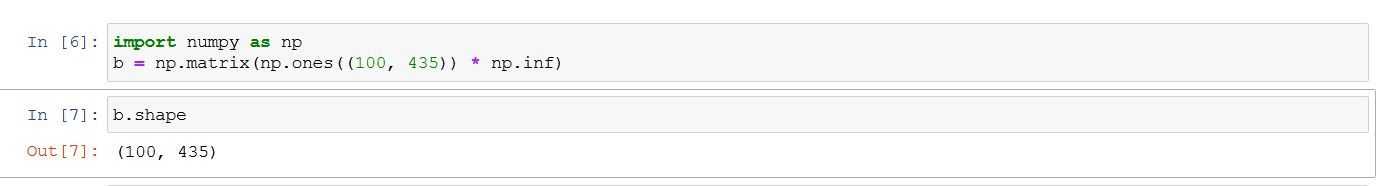 In [6]: import numpy as np
b = np.matrix(np.ones((100, 435)) * np.inf)
In [7]: b.shape
Out[7]: (100, 435)